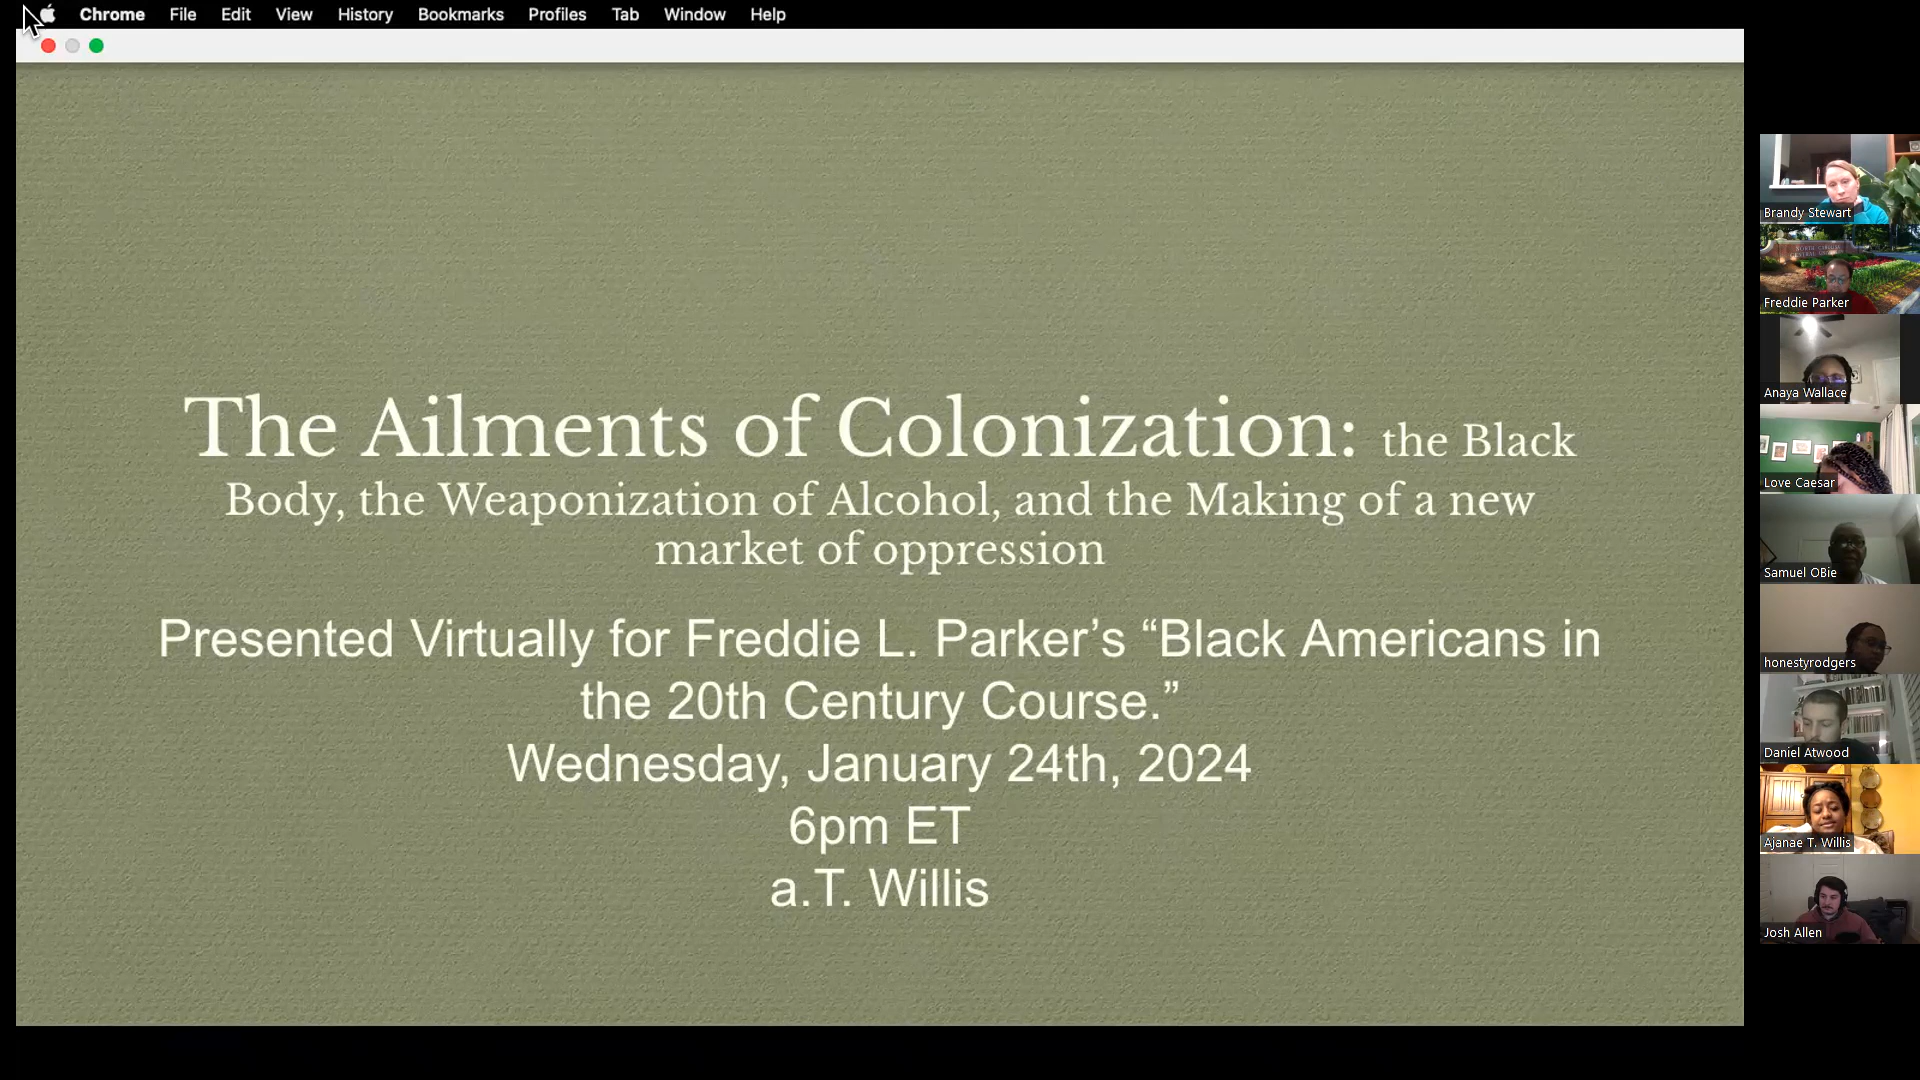 Chrome File Edit View History Bookmarks Profiles Tab Window Help
The Ailments of Colonization: the Black
Body, the Weaponization of Alcohol, and the Making of a new
market of oppression
Presented Virtually for Freddie L. Parker’s “Black Americans in
the 20th Century Course.”
Wednesday, January 24th, 2024
6pm ET
a.T. Willis
Brandy Stewart
Freddie Parker
Anaya Wallace
Love Caesar
Samuel OBie
honestyrodgers
Daniel Atwood
Ajanae T. Willis
Josh Allen